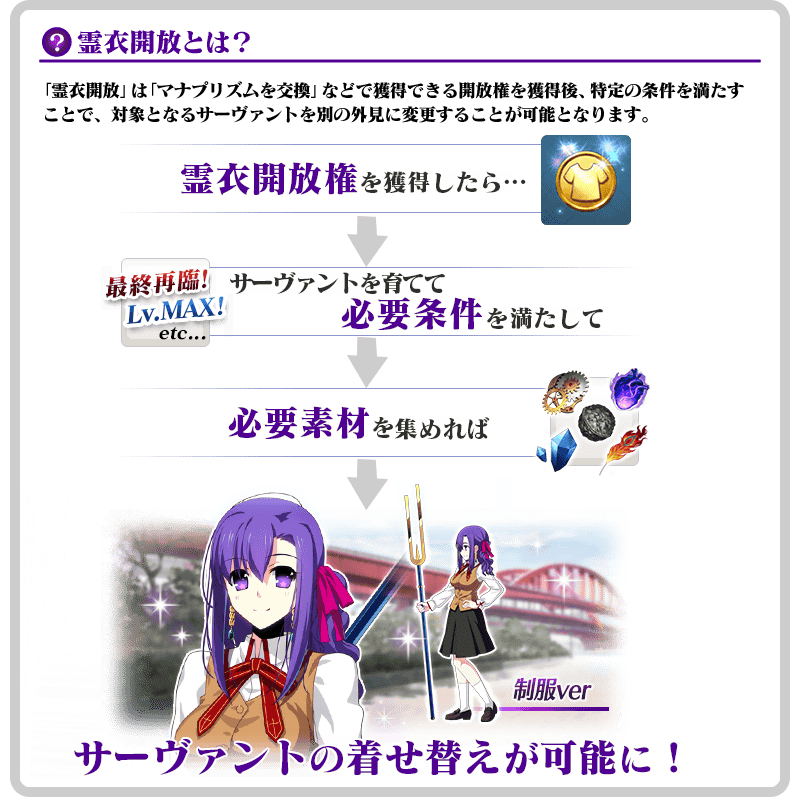 ? 霊衣開放とは？
「霊衣開放」は「マナプリズムを交換」などで獲得できる開放権を獲得後、特定の条件を満たす
ことで、対象となるサーヴァントを別の外見に変更することが可能となります。
霊衣開放権を獲得したら…
最終再臨!
Lv.MAX!
etc...
サーヴァントを育てて
必要条件を満たして
必要素材を集めれば
制服ver
サーヴァントの着せ替えが可能に！